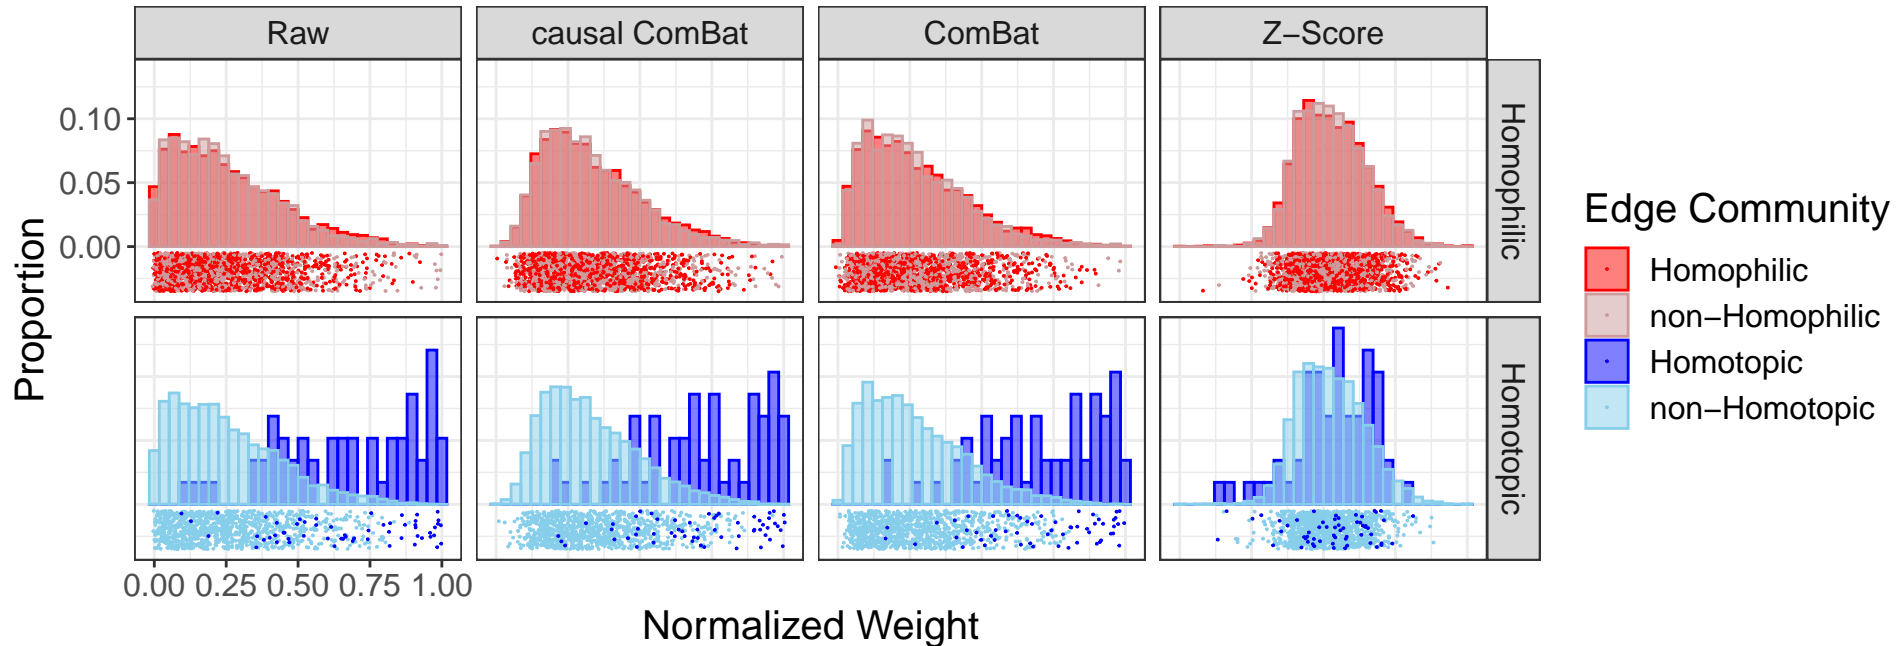 Raw
causal ComBat
ComBat
Z−Score
Proportion
0.10
0.05
0.00
Homophilic
Homotopic
0.00 0.25 0.50 0.75 1.00
Normalized Weight
Edge Community
Homophilic
non−Homophilic
Homotopic
non−Homotopic